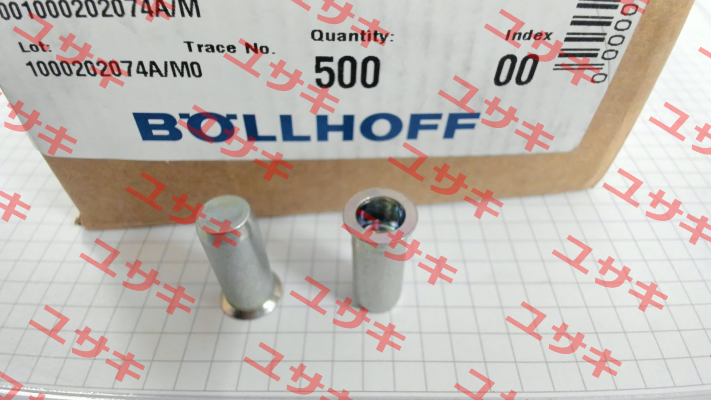 001000202074A/M
Lot: Trace No. Quantity: Index
1000202074A/M0 500 00
BÖLLHOFF
ユサキ